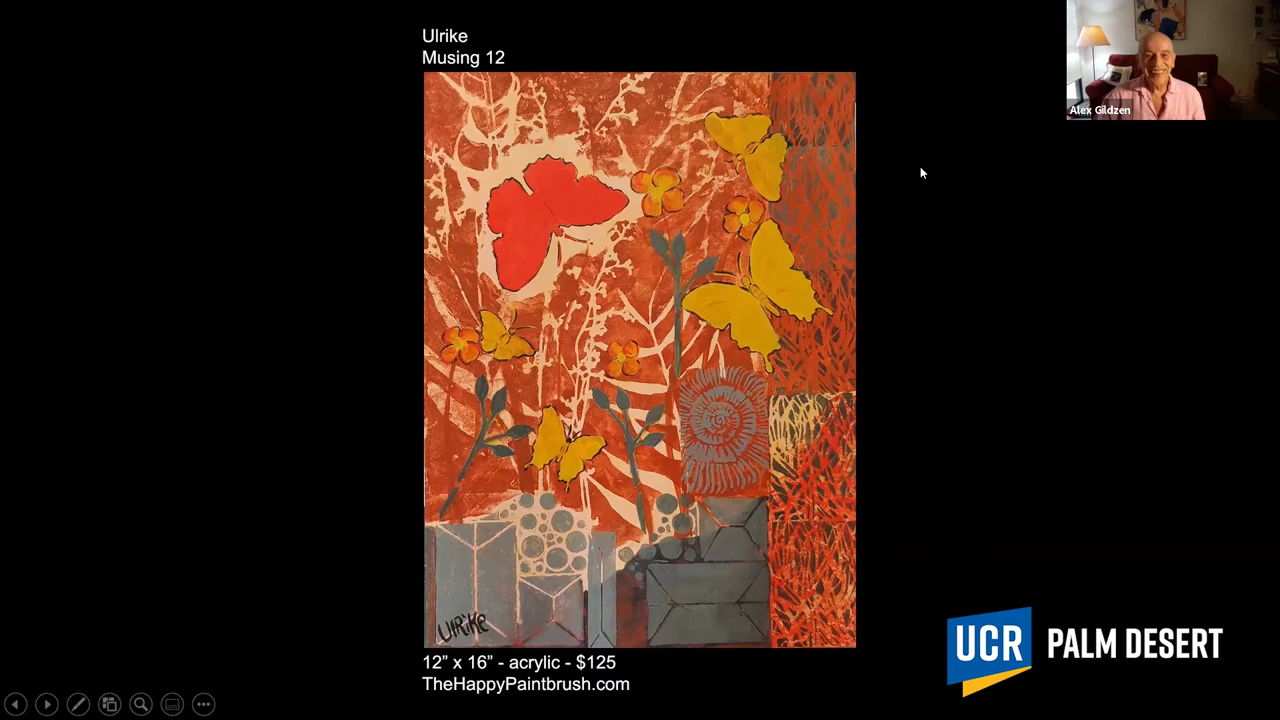 Ulrike
Musing 12
Alex Gildzen
UlRiKe
12” x 16” - acrylic - $125
TheHappyPaintbrush.com
UCR PALM DESERT